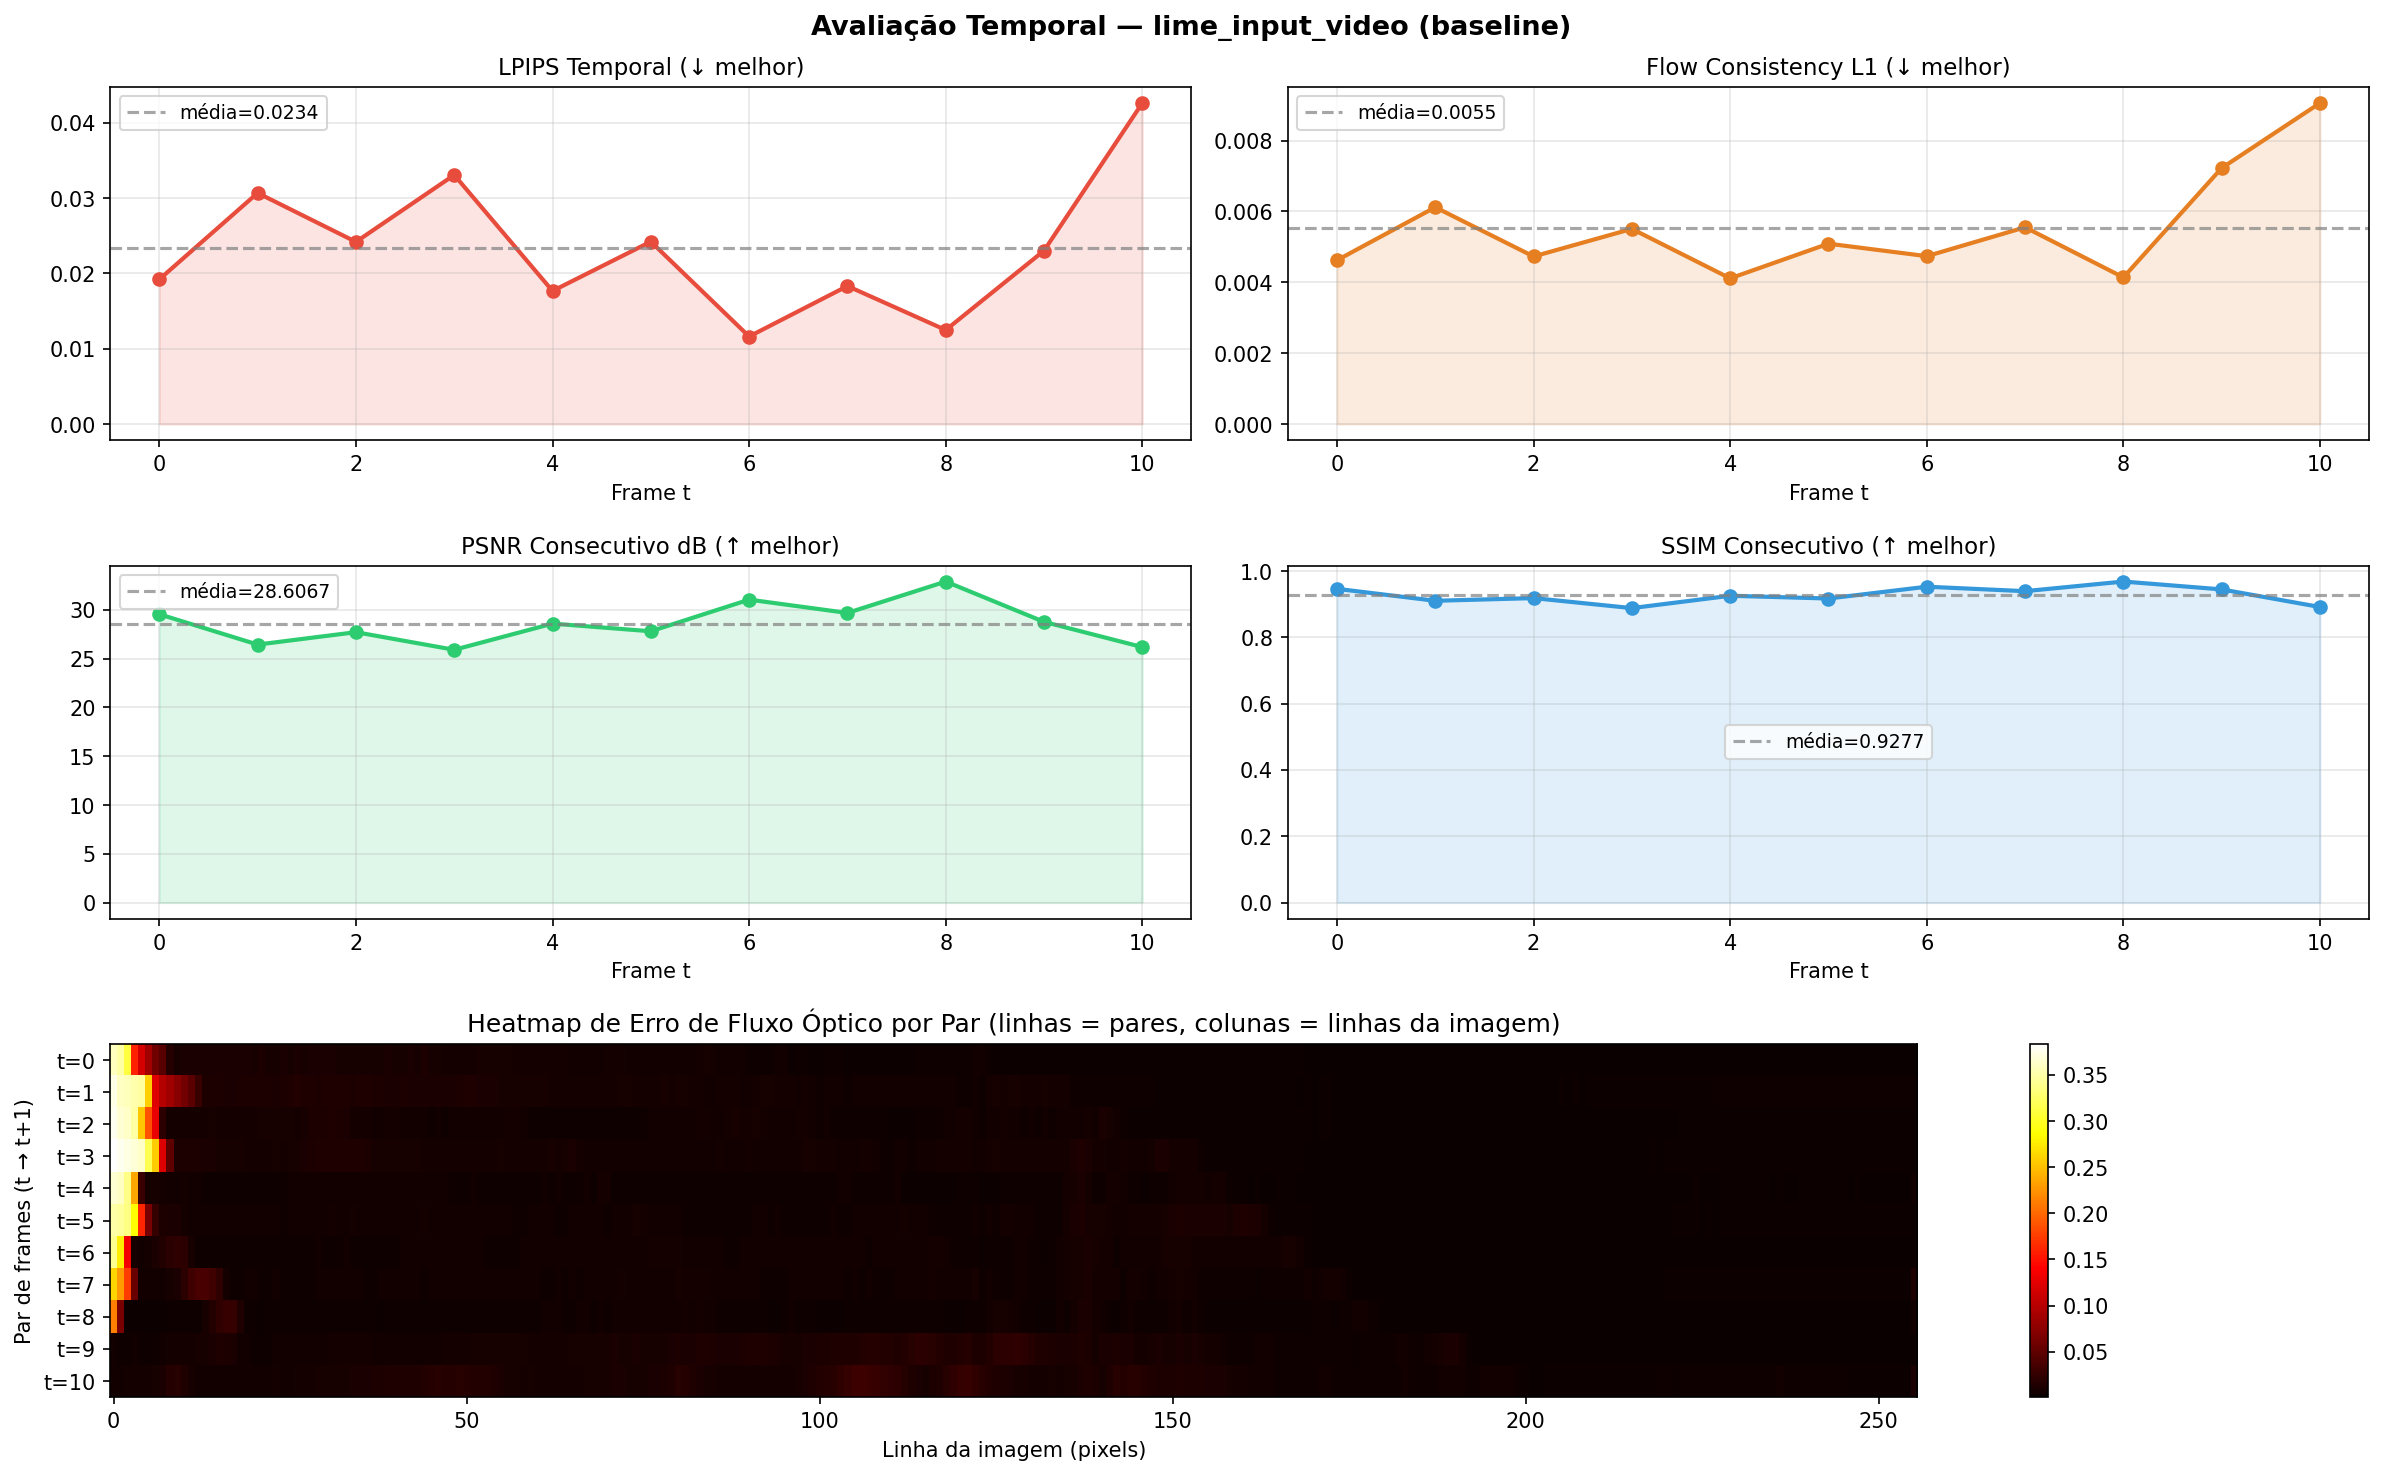 Avaliação Temporal — lime_input_video (baseline)
LPIPS Temporal (↓ melhor)
média=0.0234
0.04
0.03
0.02
0.01
0.00
0 2 4 6 8 10
Frame t
Flow Consistency L1 (↓ melhor)
média=0.0055
0.008
0.006
0.004
0.002
0.000
0 2 4 6 8 10
Frame t
PSNR Consecutivo dB (↑ melhor)
média=28.6067
30
25
20
15
10
5
0
0 2 4 6 8 10
Frame t
SSIM Consecutivo (↑ melhor)
1.0
0.8
0.6
média=0.9277
0.4
0.2
0.0
0 2 4 6 8 10
Frame t
Heatmap de Erro de Fluxo Óptico por Par (linhas = pares, colunas = linhas da imagem)
Par de frames (t → t+1)
t=0
t=1
t=2
t=3
t=4
t=5
t=6
t=7
t=8
t=9
t=10
0 50 100 150 200 250
Linha da imagem (pixels)
0.35
0.30
0.25
0.20
0.15
0.10
0.05